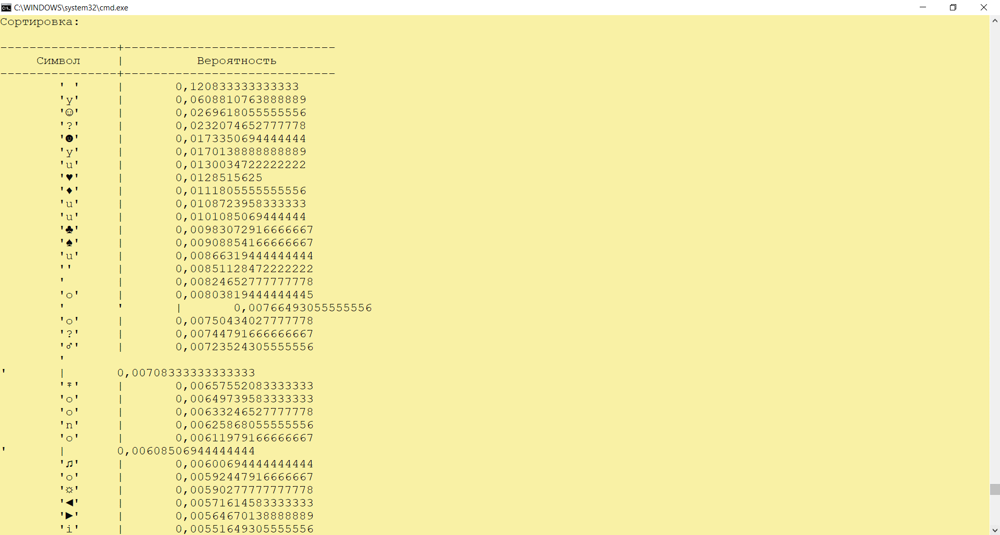 C:\WINDOWS\system32\cmd.exe
Сортировка:
----------------+-----------------------------
Символ | Вероятность
----------------+-----------------------------
' ' | 0,120833333333333
'y' | 0,0608810763888889
'☺' | 0,0269618055555556
'?' | 0,0232074652777778
'☻' | 0,0173350694444444
'y' | 0,0170138888888889
'u' | 0,0130034722222222
'♥' | 0,0128515625
'♦' | 0,0111805555555556
'u' | 0,0108723958333333
'u' | 0,0101085069444444
'♣' | 0,00983072916666667
'♠' | 0,00908854166666667
'u' | 0,00866319444444444
'' | 0,00851128472222222
' | 0,00824652777777778
'o' | 0,00803819444444445
' ' | 0,00766493055555556
'o' | 0,00750434027777778
'?' | 0,00744791666666667
'♂' | 0,00723524305555556
'
' | 0,00708333333333333
'♀' | 0,00657552083333333
'o' | 0,00649739583333333
'o' | 0,00633246527777778
'n' | 0,00625868055555556
'o' | 0,00611979166666667
' | 0,00608506944444444
'♫' | 0,00600694444444444
'o' | 0,00592447916666667
'☼' | 0,00590277777777778
'◄' | 0,00571614583333333
'►' | 0,00564670138888889
'i' | 0,00551649305555556